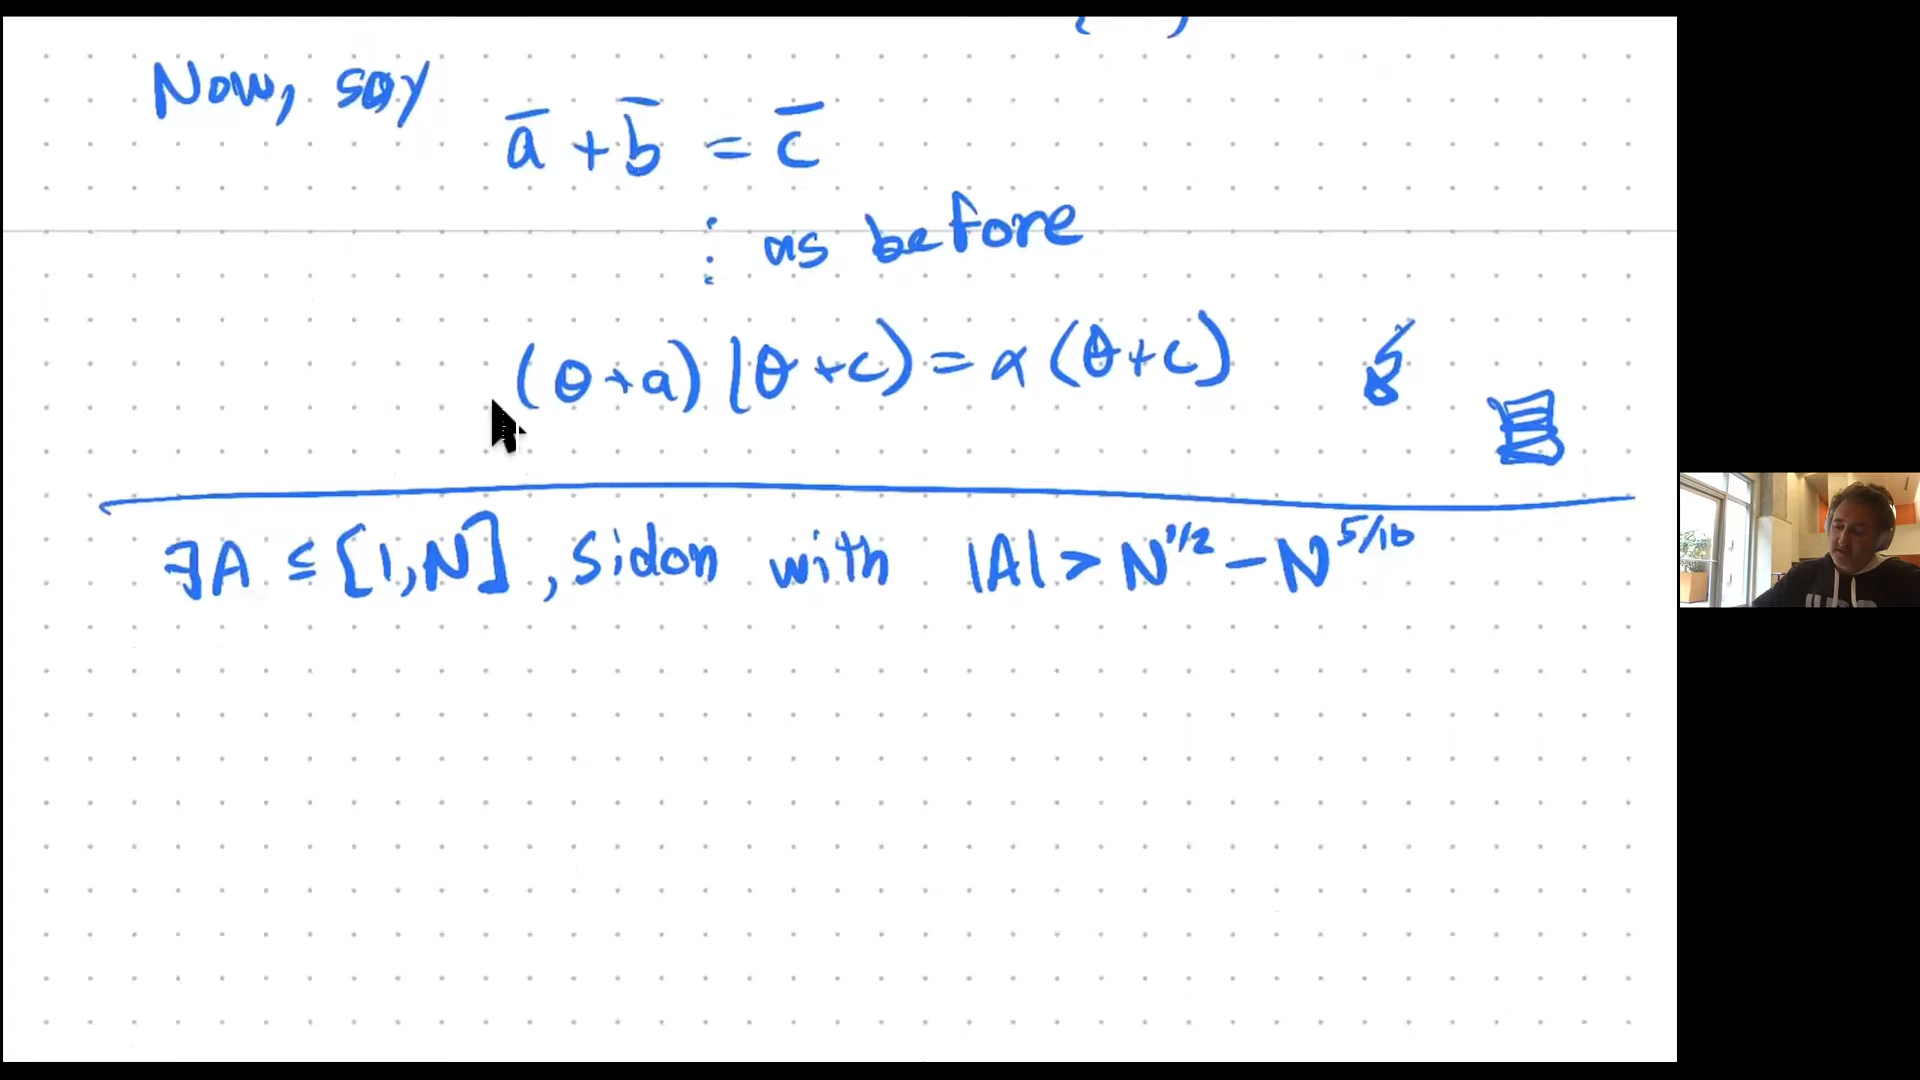 Now, say
a̅ + b̅ = c̅
⋮ as before
(θ+a)(θ+c) = α(θ+c)
∃A ⊆ [1,N], Sidon with |A| > N^{1/2} - N^{5/16}